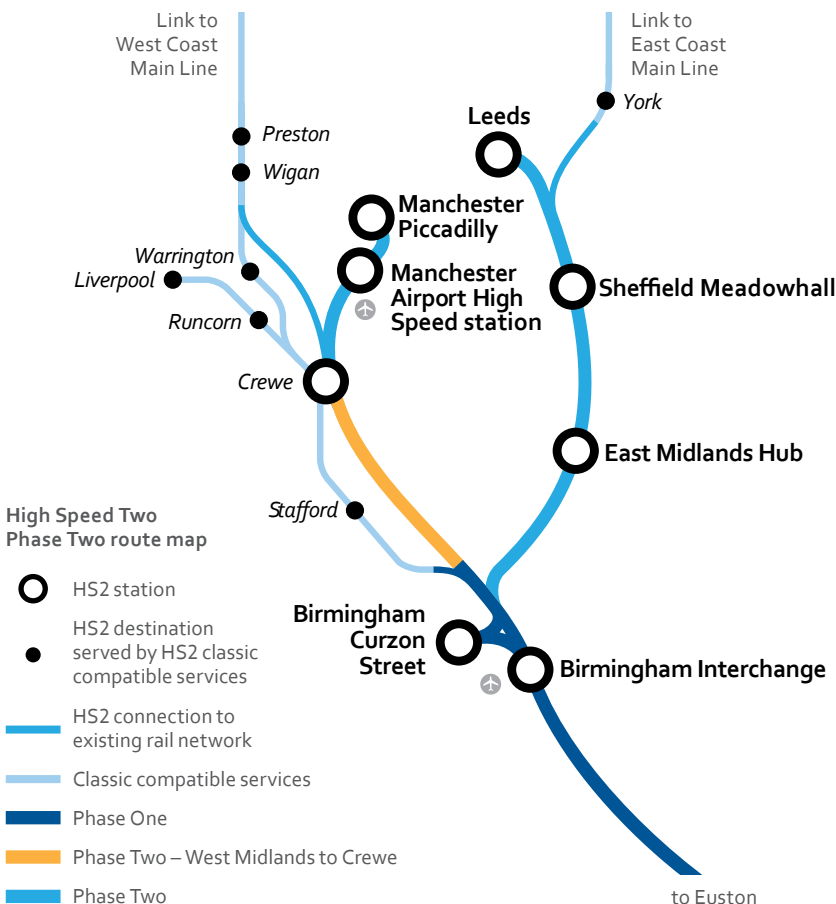 Link to
West Coast
Main Line
Link to
East Coast
Main Line
York
Leeds
Preston
Wigan
Manchester
Piccadilly
Warrington
Liverpool
Manchester
Airport High
Speed station
Sheffield Meadowhall
Runcorn
Crewe
East Midlands Hub
Stafford
High Speed Two
Phase Two route map
HS2 station
HS2 destination
served by HS2 classic
compatible services
HS2 connection to
existing rail network
Classic compatible services
Phase One
Phase Two – West Midlands to Crewe
Phase Two
Birmingham
Curzon
Street
Birmingham Interchange
to Euston